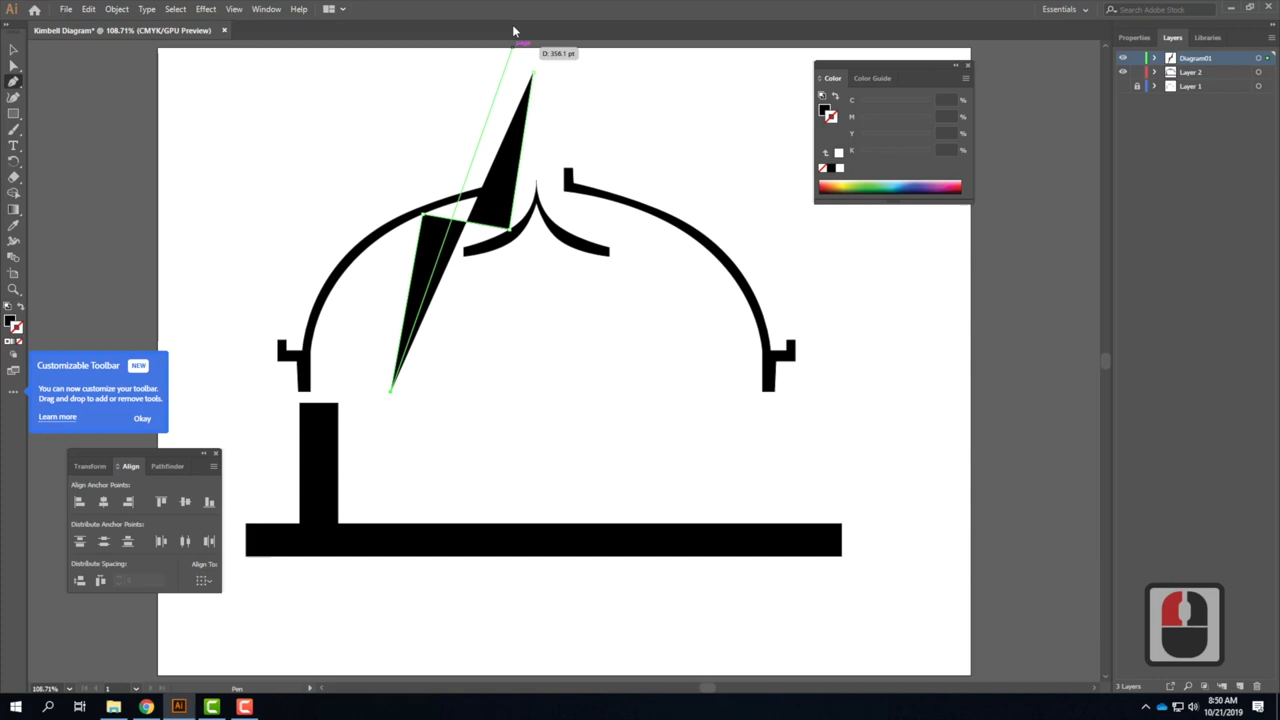 Ai File Edit Object Type Select Effect View Window Help Essentials Search Adobe Stock
Kimbell Diagram* @ 108.71% (CMYK/GPU Preview) ×
page
D: 356.1 pt
Properties Layers Libraries
Diagram01
Layer 2
Layer 1
Color Color Guide
C %
M %
Y %
K %
Customizable Toolbar NEW
You can now customize your toolbar.
Drag and drop to add or remove tools.
Learn more Okay
Transform Align Pathfinder
Align Anchor Points:
Distribute Anchor Points:
Distribute Spacing: Align To:
108.71% 1 Pen
3 Layers
Ai
8:50 AM
10/21/2019